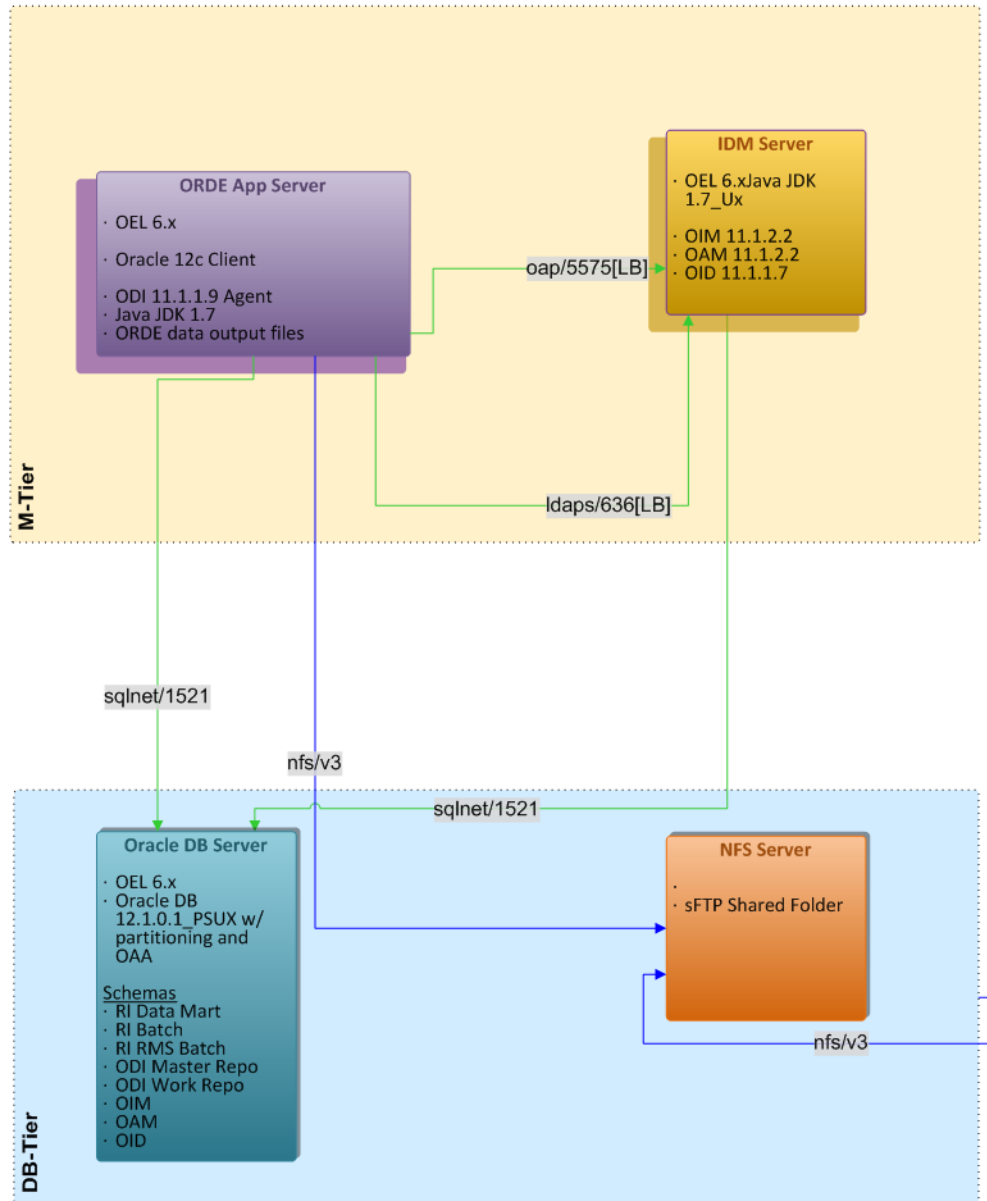 IDM Server
· OEL 6.xJava JDK
1.7_Ux
· OIM 11.1.2.2
· OAM 11.1.2.2
· OID 11.1.1.7
ORDE App Server
· OEL 6.x
· Oracle 12c Client
· ODI 11.1.1.9 Agent
· Java JDK 1.7
· ORDE data output files
oap/5575[LB]
ldaps/636[LB]
M-Tier
sqlnet/1521
nfs/v3
sqlnet/1521
Oracle DB Server
· OEL 6.x
· Oracle DB
12.1.0.1_PSUX w/
partitioning and
OAA
Schemas
· RI Data Mart
· RI Batch
· RI RMS Batch
· ODI Master Repo
· ODI Work Repo
· OIM
· OAM
· OID
NFS Server
·
· sFTP Shared Folder
nfs/v3
DB-Tier